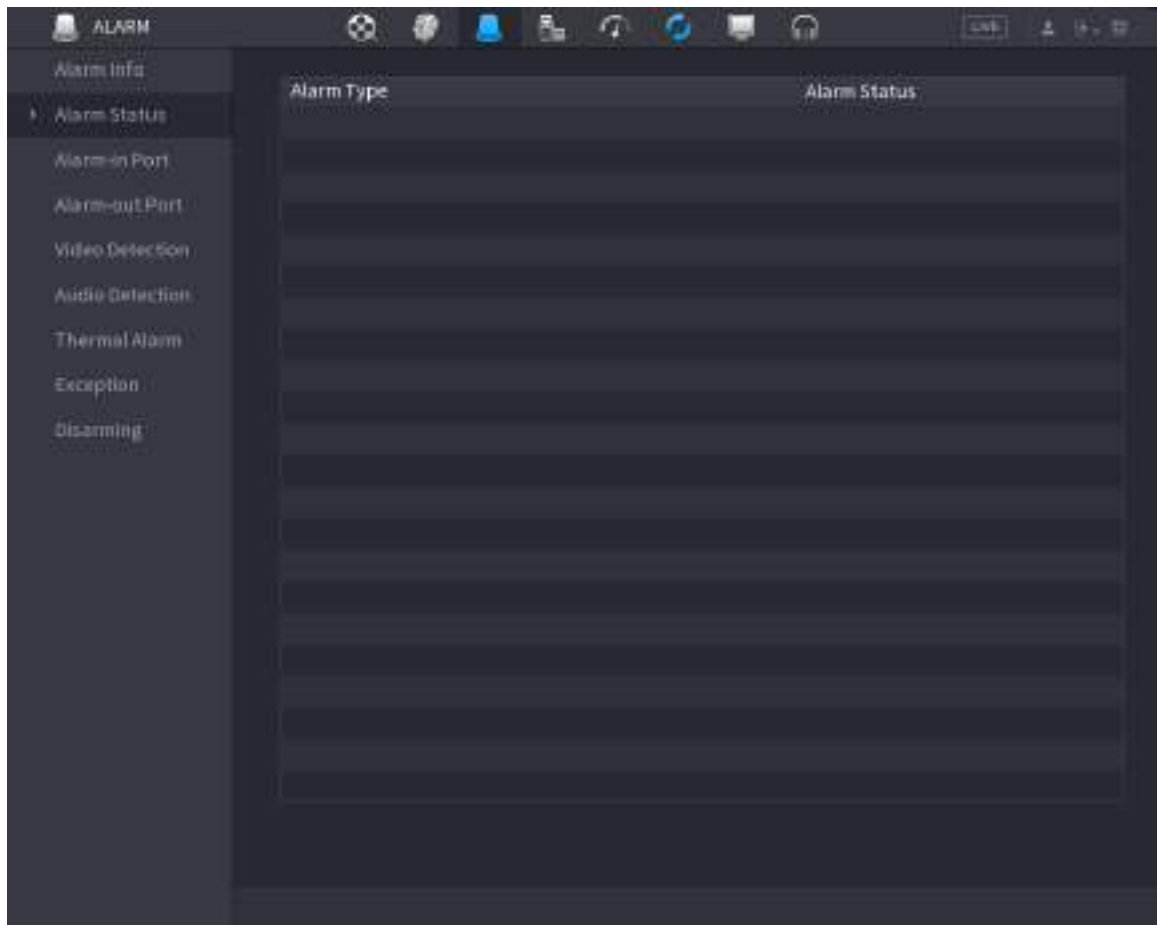 ALARM
LIVE
Alarm Info
Alarm Type
Alarm Status
Alarm Status
Alarm-in Port
Alarm-out Port
Video Detection
Audio Detection
Thermal Alarm
Exception
Disarming